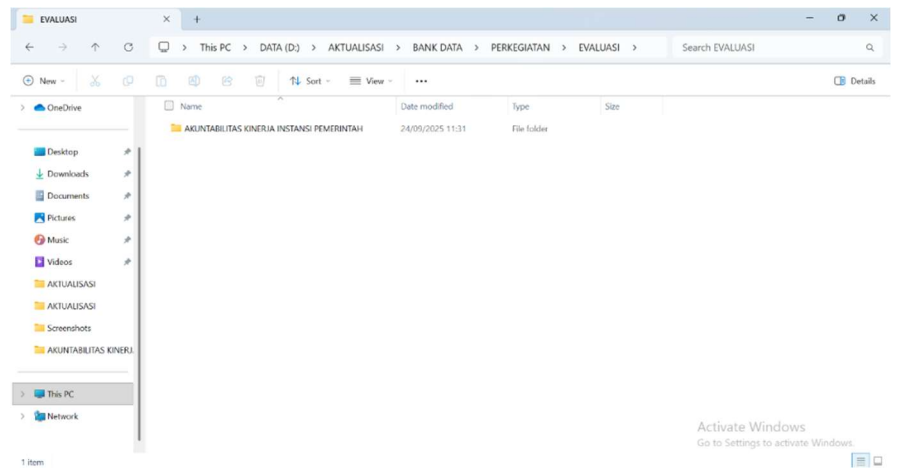 EVALUASI
This PC > DATA (D:) > AKTUALISASI > BANK DATA > PERKEGIATAN > EVALUASI >
Search EVALUASI
New
Sort
View
Details
OneDrive
Name Date modified Type Size
AKUNTABILITAS KINERJA INSTANSI PEMERINTAH 24/09/2025 11:31 File folder
Desktop
Downloads
Documents
Pictures
Music
Videos
AKTUALISASI
AKTUALISASI
Screenshots
AKUNTABILITAS KINERJ.
This PC
Network
Activate Windows
Go to Settings to activate Windows.
1 item